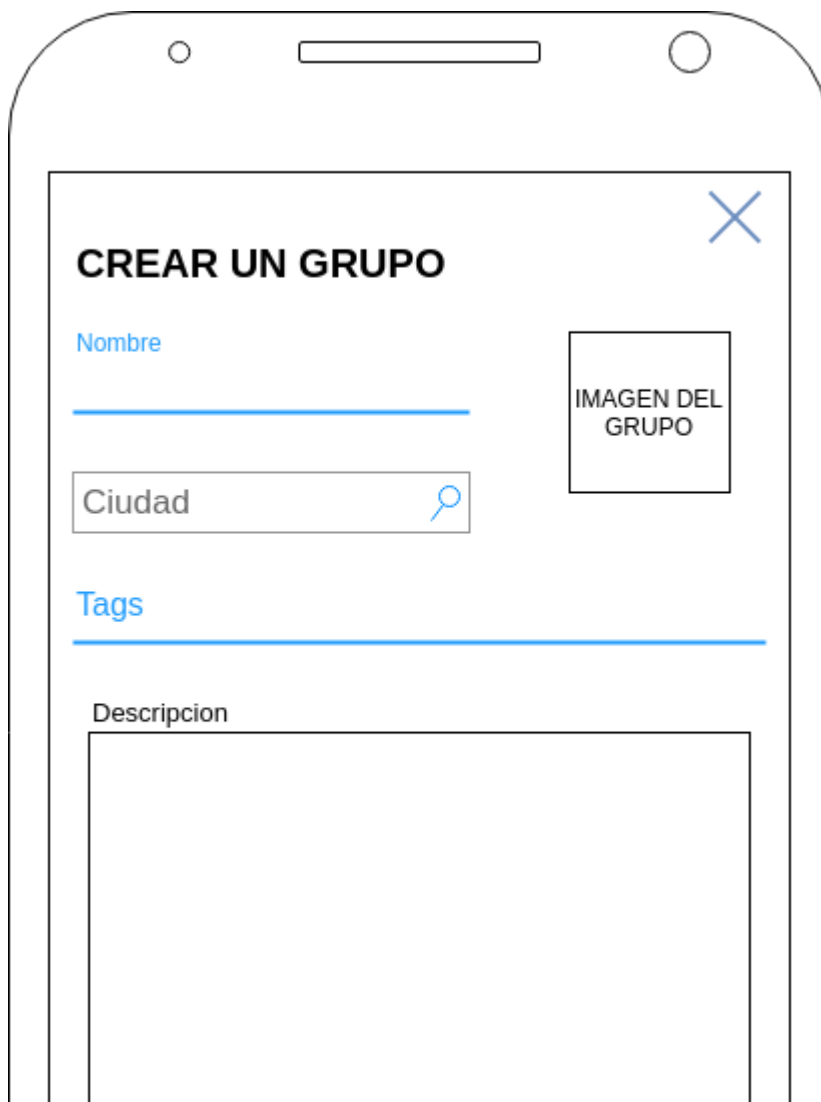 CREAR UN GRUPO
Nombre
IMAGEN DEL
GRUPO
Ciudad
Tags
Descripcion